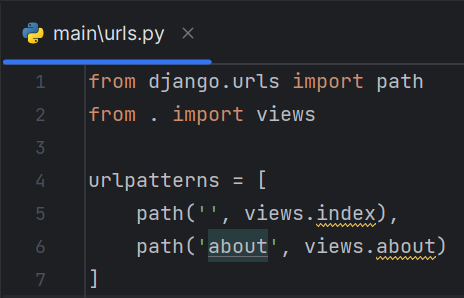 main\urls.py
1 from django.urls import path
2 from . import views
3
4 urlpatterns = [
5     path('', views.index),
6     path('about', views.about)
7 ]